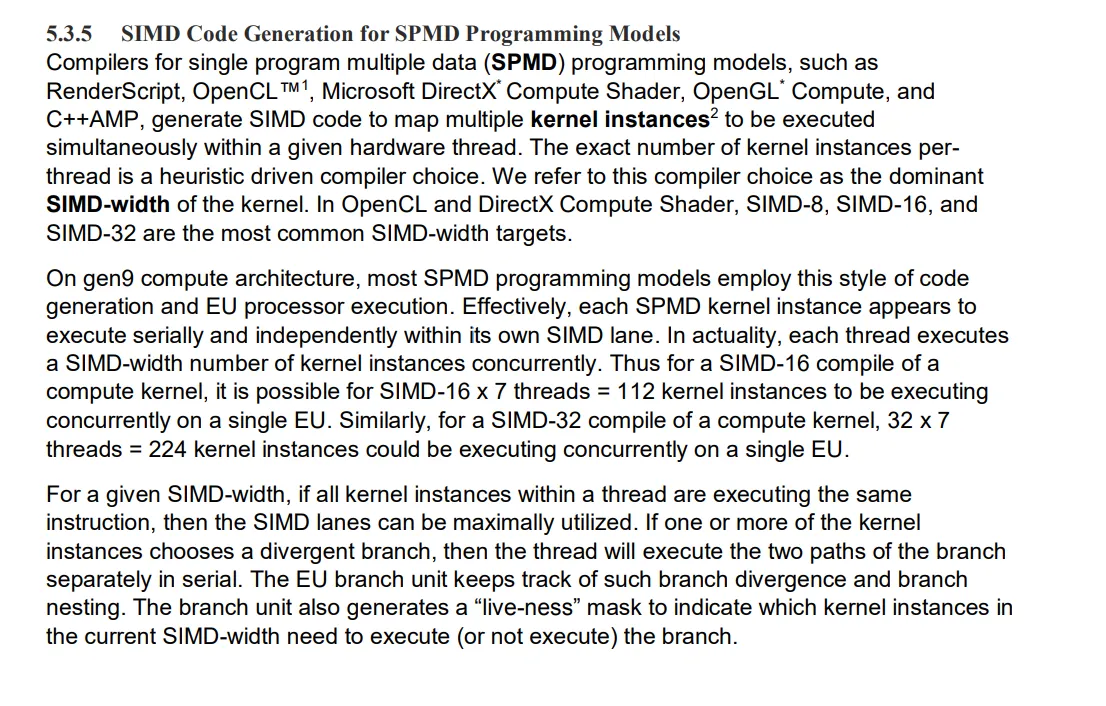 5.3.5 SIMD Code Generation for SPMD Programming Models
Compilers for single program multiple data (SPMD) programming models, such as
RenderScript, OpenCL™¹, Microsoft DirectX* Compute Shader, OpenGL* Compute, and
C++AMP, generate SIMD code to map multiple kernel instances² to be executed
simultaneously within a given hardware thread. The exact number of kernel instances per-
thread is a heuristic driven compiler choice. We refer to this compiler choice as the dominant
SIMD-width of the kernel. In OpenCL and DirectX Compute Shader, SIMD-8, SIMD-16, and
SIMD-32 are the most common SIMD-width targets.
On gen9 compute architecture, most SPMD programming models employ this style of code
generation and EU processor execution. Effectively, each SPMD kernel instance appears to
execute serially and independently within its own SIMD lane. In actuality, each thread executes
a SIMD-width number of kernel instances concurrently. Thus for a SIMD-16 compile of a
compute kernel, it is possible for SIMD-16 x 7 threads = 112 kernel instances to be executing
concurrently on a single EU. Similarly, for a SIMD-32 compile of a compute kernel, 32 x 7
threads = 224 kernel instances could be executing concurrently on a single EU.
For a given SIMD-width, if all kernel instances within a thread are executing the same
instruction, then the SIMD lanes can be maximally utilized. If one or more of the kernel
instances chooses a divergent branch, then the thread will execute the two paths of the branch
separately in serial. The EU branch unit keeps track of such branch divergence and branch
nesting. The branch unit also generates a “live-ness” mask to indicate which kernel instances in
the current SIMD-width need to execute (or not execute) the branch.